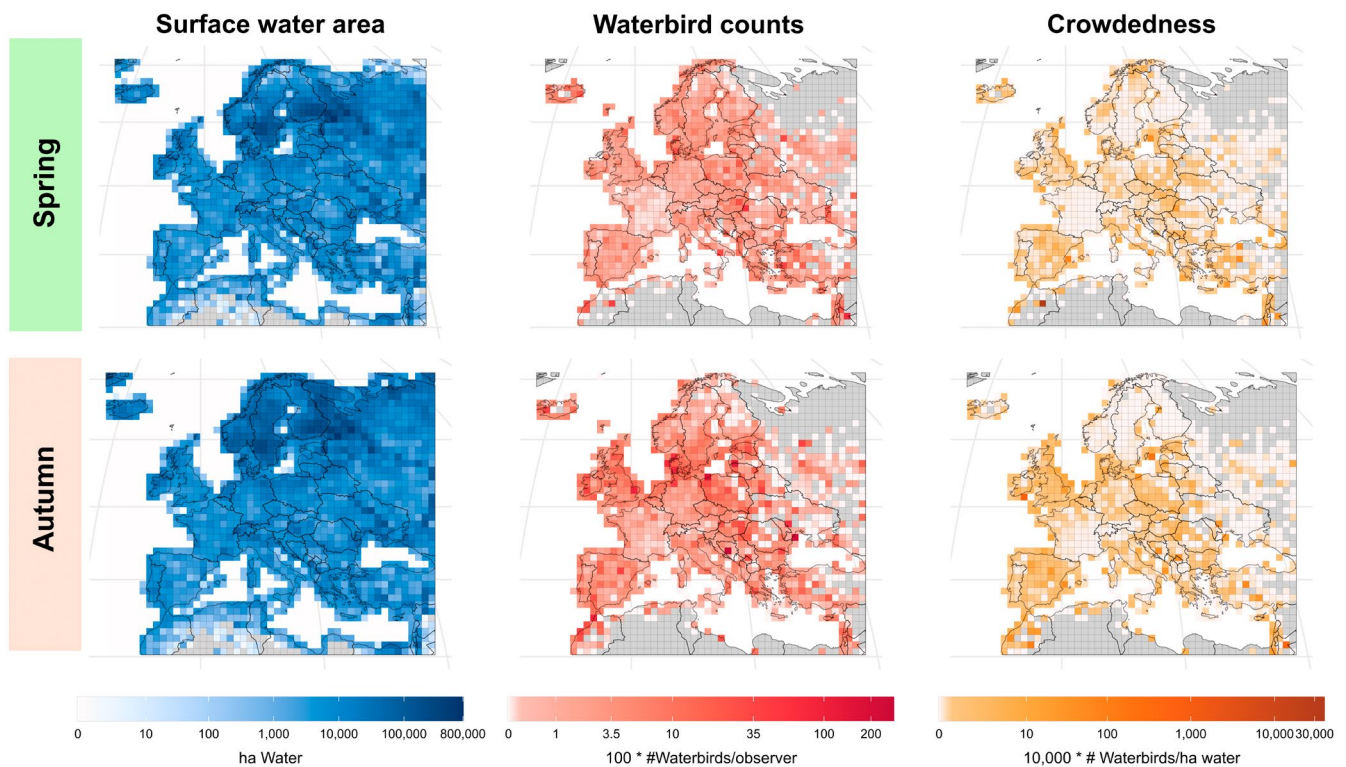 Surface water area
Waterbird counts
Crowdedness
Spring
Autumn
0 10 100 1,000 10,000 100,000 800,000
ha Water
0 1 3.5 10 35 100 200
100 * #Waterbirds/observer
0 10 100 1,000 10,000 30,000
10,000 * # Waterbirds/ha water